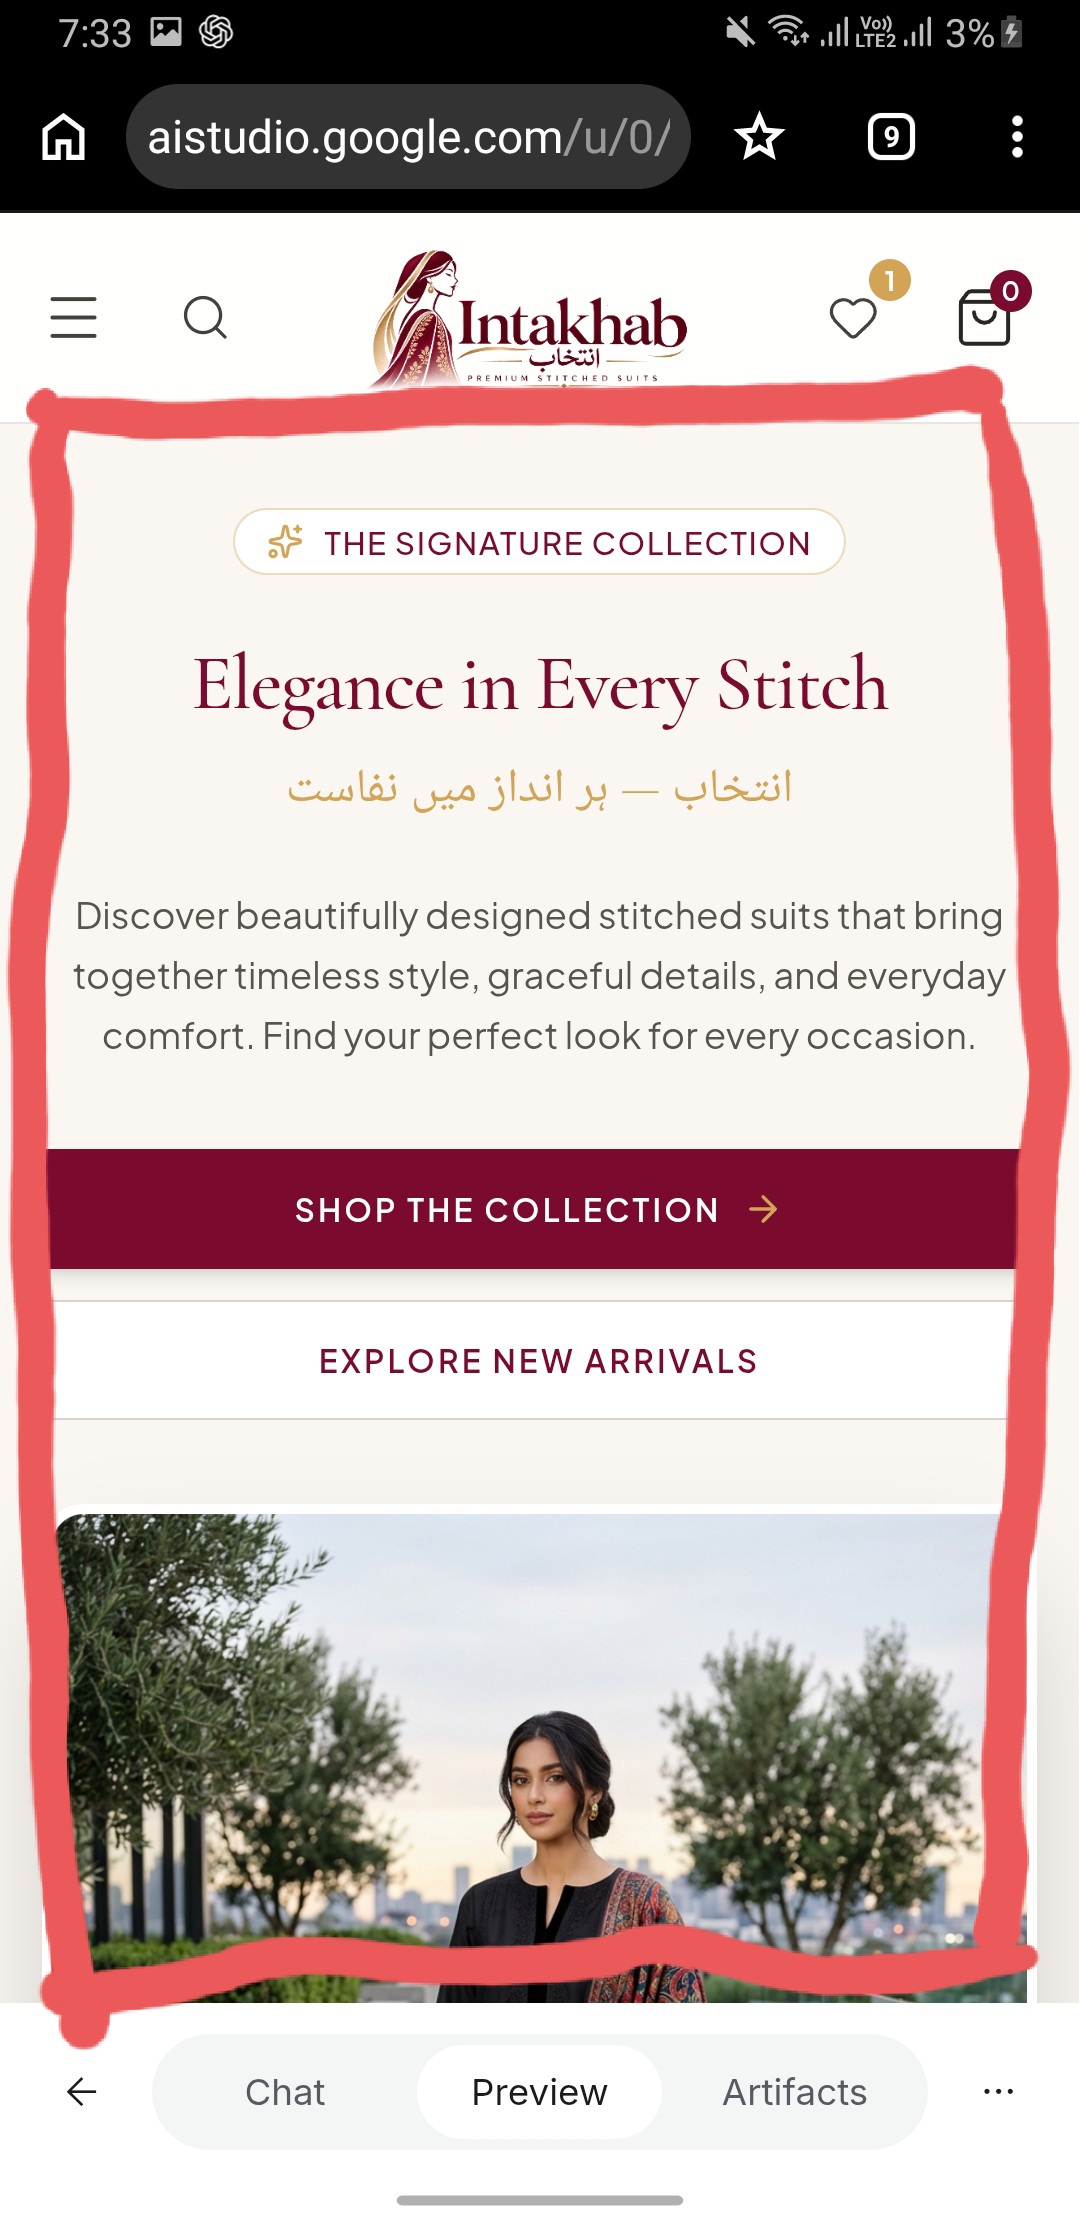 7:33
Vo))
LTE2
3%
aistudio.google.com/u/0/
9
1
0
Intakhab
انتخاب
PREMIUM STITCHED SUITS
THE SIGNATURE COLLECTION
Elegance in Every Stitch
انتخاب — ہر انداز میں نفاست
Discover beautifully designed stitched suits that bring
together timeless style, graceful details, and everyday
comfort. Find your perfect look for every occasion.
SHOP THE COLLECTION →
EXPLORE NEW ARRIVALS
Chat
Preview
Artifacts